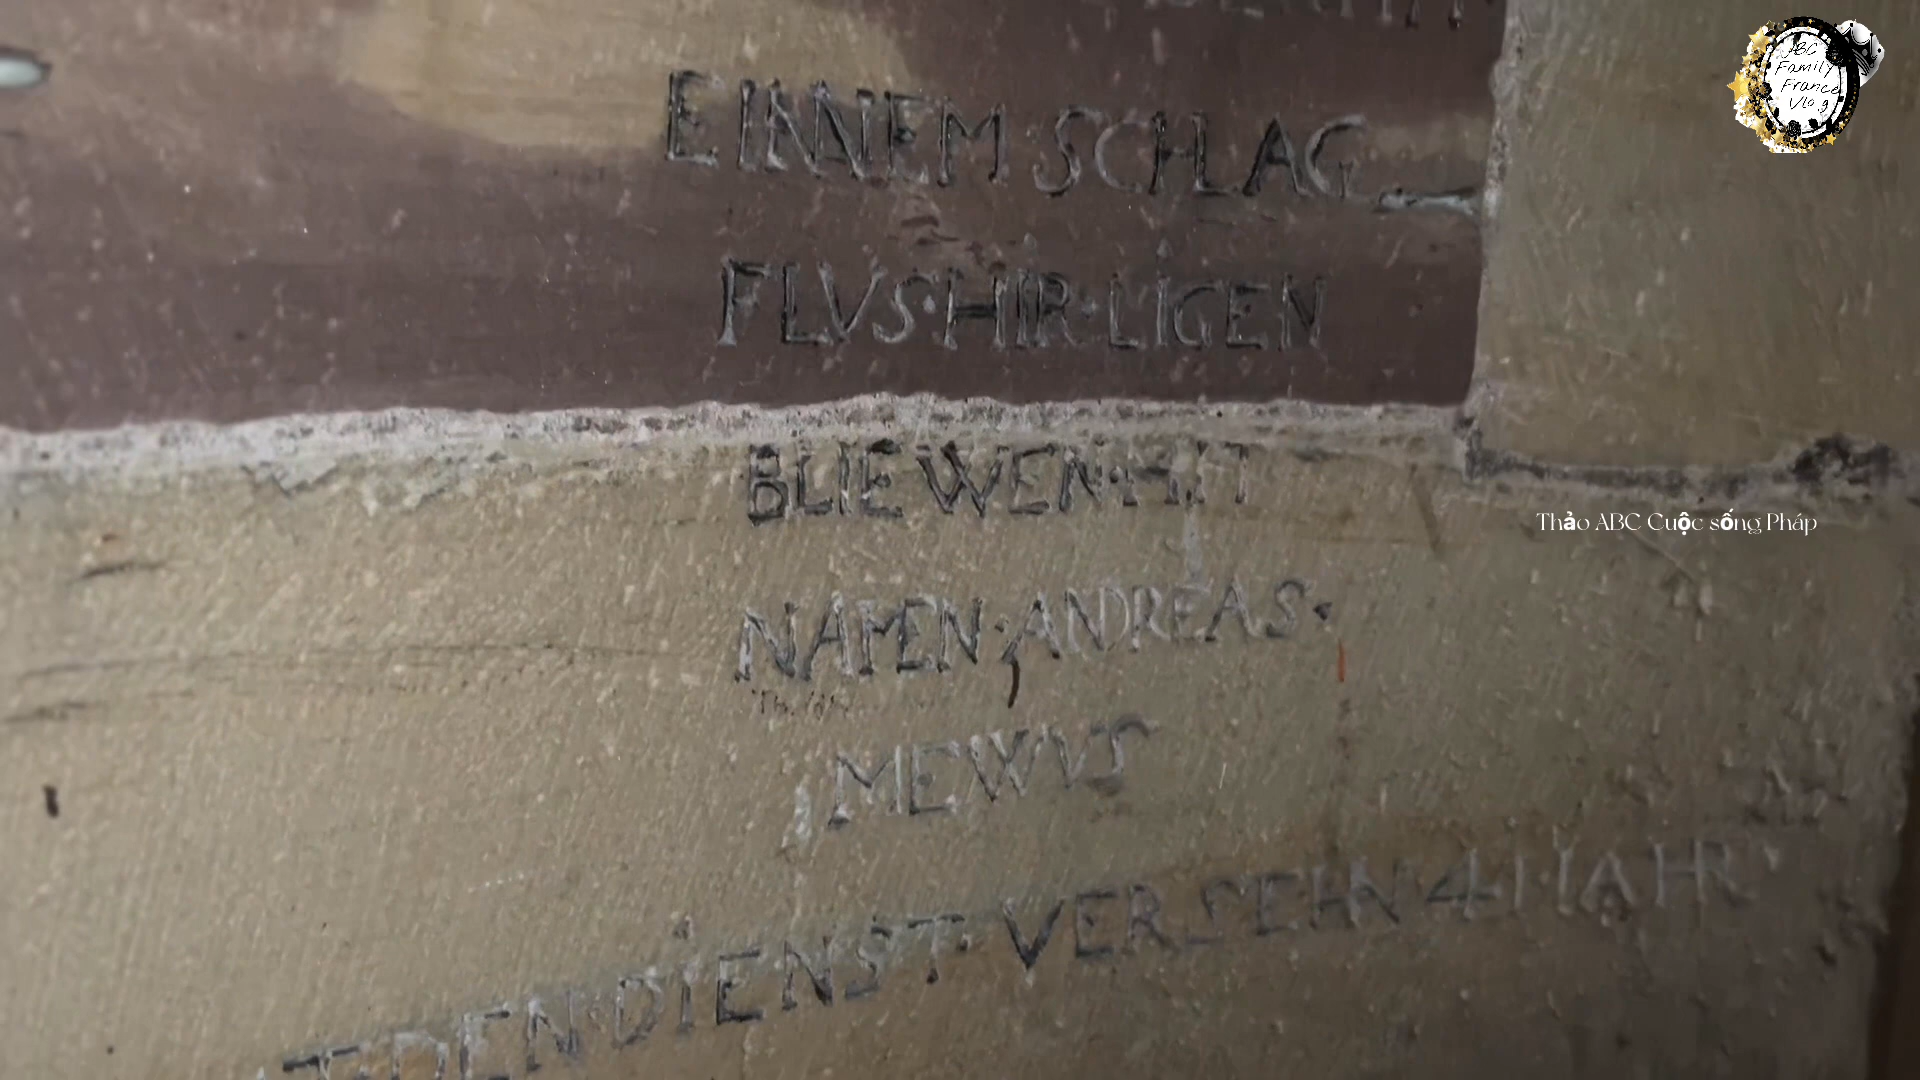 ABC
Family
France
Vlog
EINNEM SCHLAG
FLVS·HIR·LIGEN
BLIEWEN·MIT
Thảo ABC Cuộc sống Pháp
NAMEN·ANDREAS·
MEWVS
DEN·DIENST·VERSEHN 41 IAHR